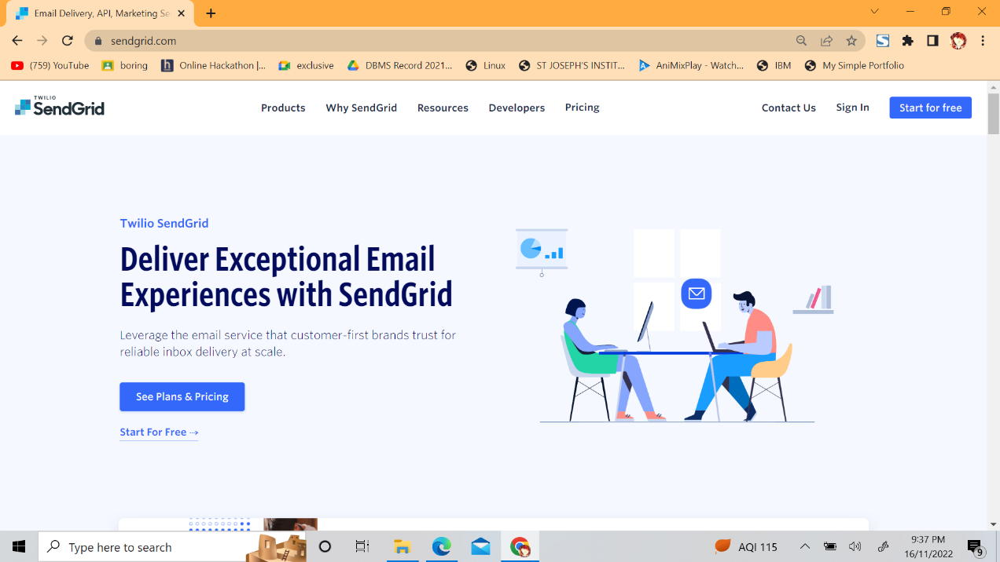 Email Delivery, API, Marketing Se
sendgrid.com
(759) YouTube
boring
Online Hackathon |...
exclusive
DBMS Record 2021...
Linux
ST JOSEPH'S INSTIT...
AniMixPlay - Watch...
IBM
My Simple Portfolio
TWILIO
SendGrid
Products
Why SendGrid
Resources
Developers
Pricing
Contact Us
Sign In
Start for free
Twilio SendGrid
Deliver Exceptional Email
Experiences with SendGrid
Leverage the email service that customer-first brands trust for
reliable inbox delivery at scale.
See Plans & Pricing
Start For Free
Type here to search
AQI 115
9:37 PM
16/11/2022
9